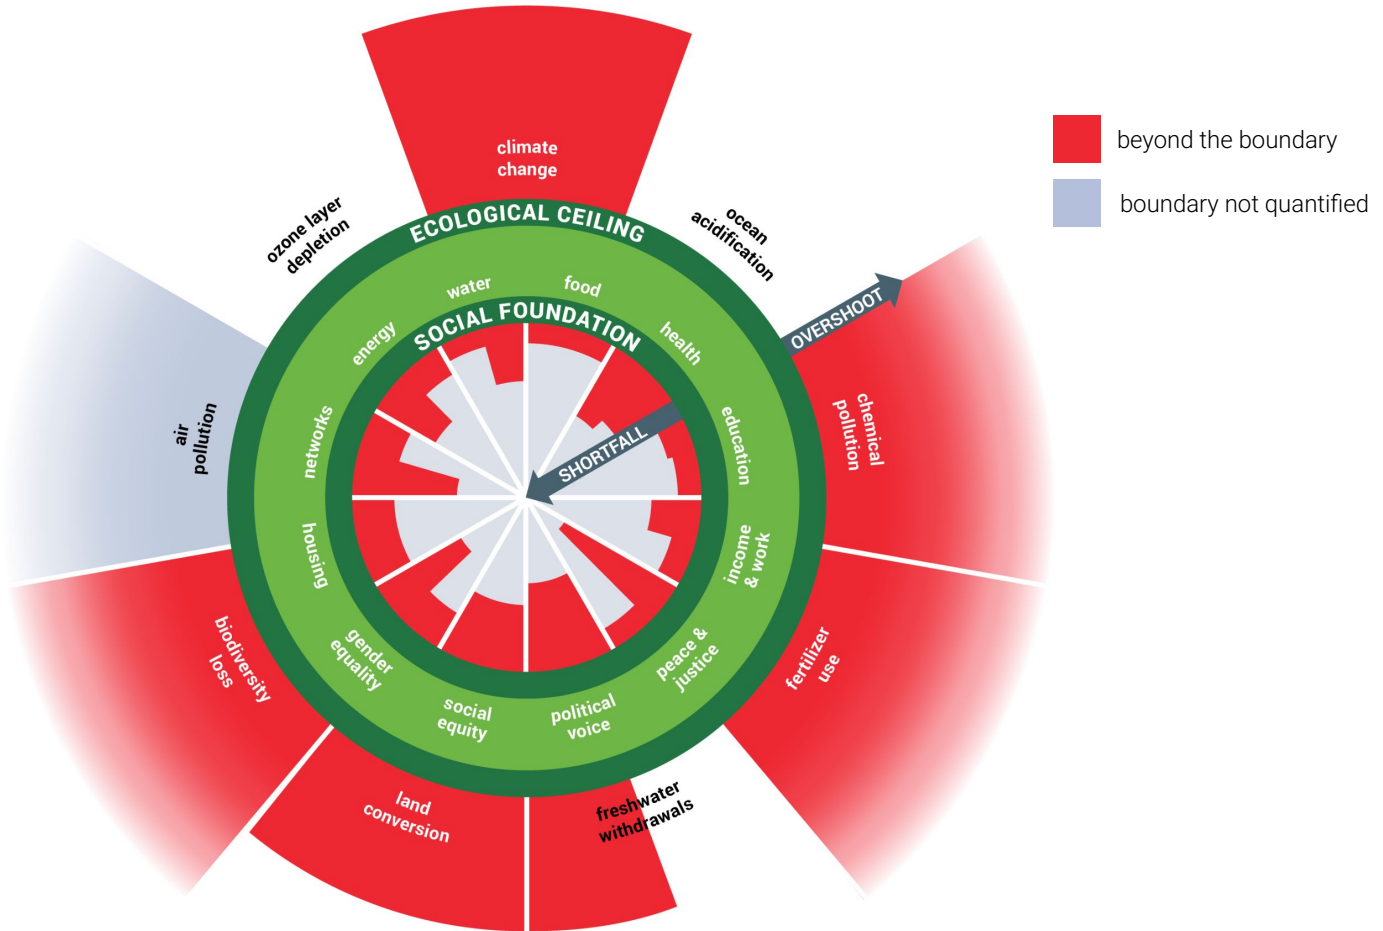 climate
change
ECOLOGICAL CEILING
ozone layer
depletion
ocean
acidification
beyond the boundary
boundary not quantified
OVERSHOOT
water
food
energy
health
SOCIAL FOUNDATION
networks
education
SHORTFALL
air
pollution
chemical
pollution
housing
income
& work
biodiversity
loss
gender
equality
peace &
justice
fertilizer
use
social
equity
political
voice
land
conversion
freshwater
withdrawals